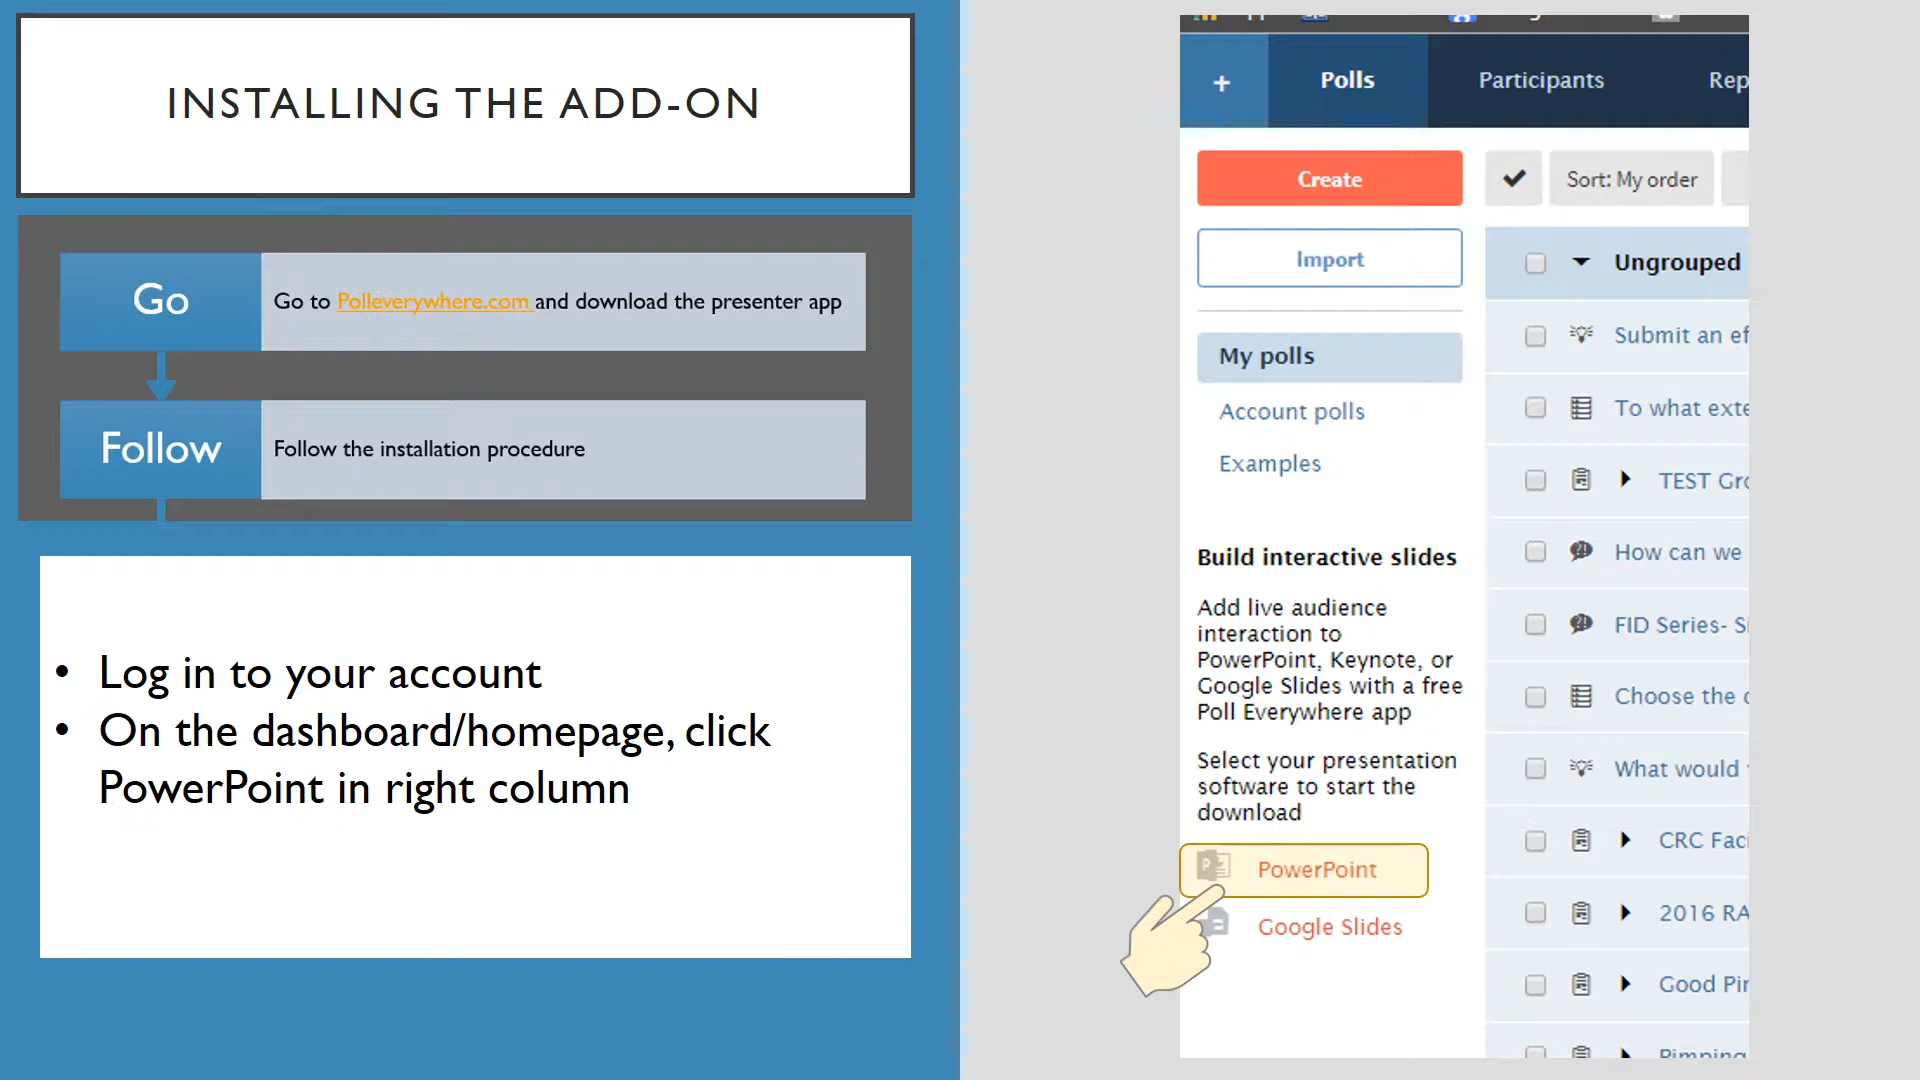 INSTALLING THE ADD-ON
Go
Go to Polleverywhere.com and download the presenter app
Follow
Follow the installation procedure
• Log in to your account
• On the dashboard/homepage, click
PowerPoint in right column
+ Polls Participants Rep
Create
Sort: My order
Import
Ungrouped
My polls
Account polls
Examples
Build interactive slides
Add live audience
interaction to
PowerPoint, Keynote, or
Google Slides with a free
Poll Everywhere app
Select your presentation
software to start the
download
PowerPoint
Google Slides
Submit an ef
To what exte
TEST Gro
How can we
FID Series- S
Choose the
What would
CRC Faci
2016 RA
Good Pir
Pimping